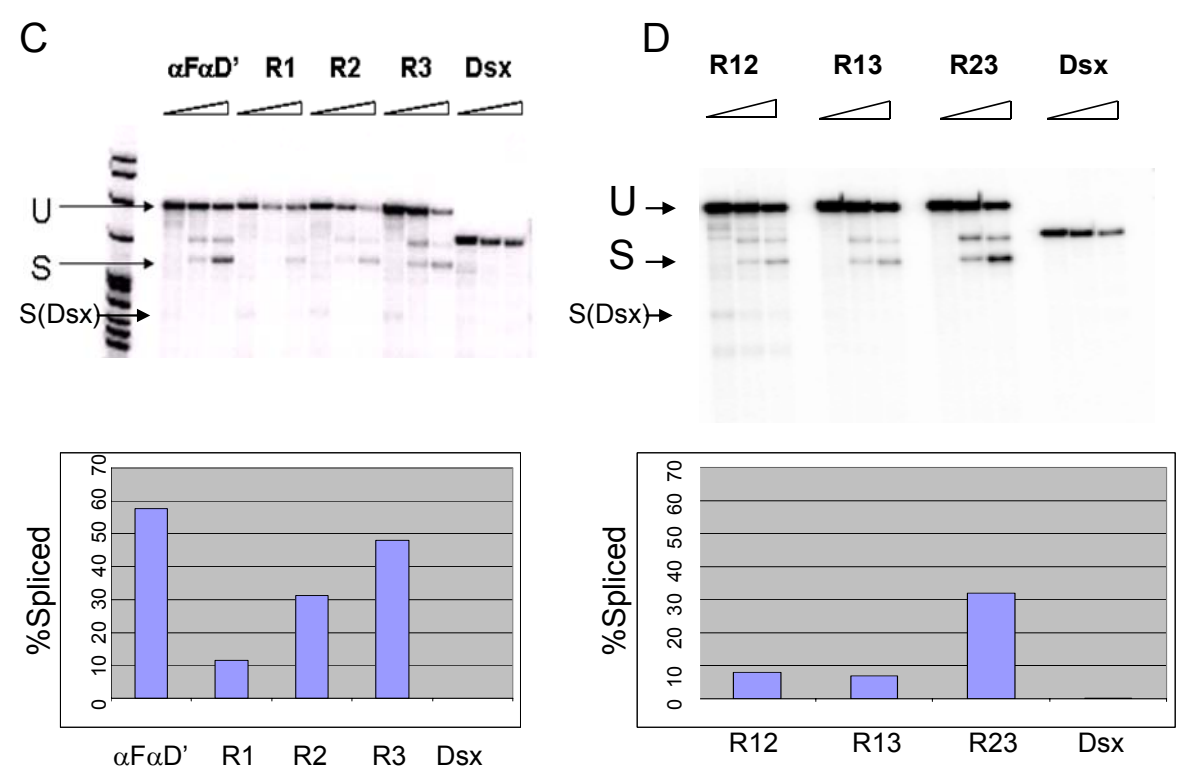 C
αFαD’ R1 R2 R3 Dsx
U
S
S(Dsx)
D
R12 R13 R23 Dsx
U
S
S(Dsx)
%Spliced
70
60
50
40
30
20
10
0
αFαD’ R1 R2 R3 Dsx
%Spliced
70
60
50
40
30
20
10
0
R12 R13 R23 Dsx